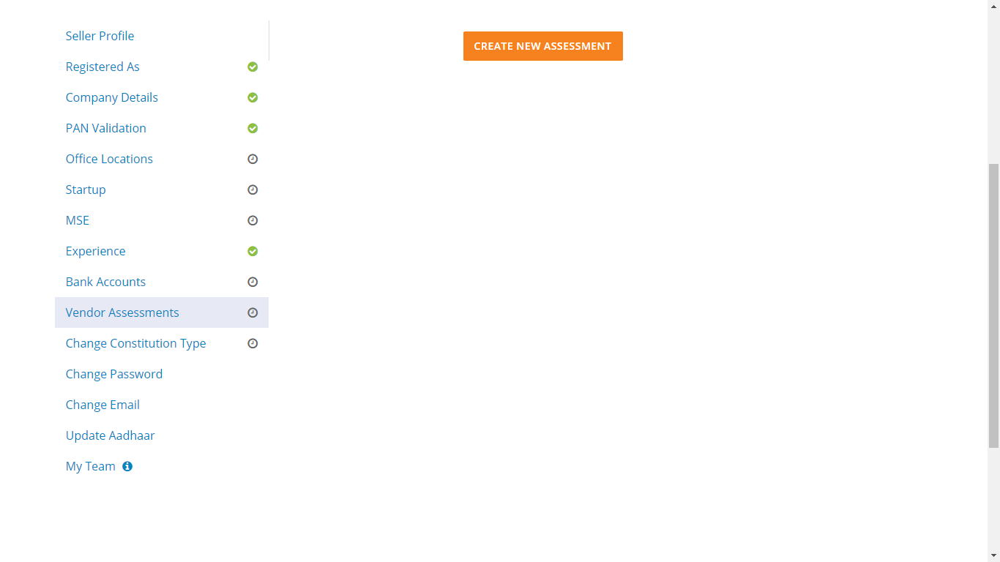 Seller Profile
CREATE NEW ASSESSMENT
Registered As
Company Details
PAN Validation
Office Locations
Startup
MSE
Experience
Bank Accounts
Vendor Assessments
Change Constitution Type
Change Password
Change Email
Update Aadhaar
My Team